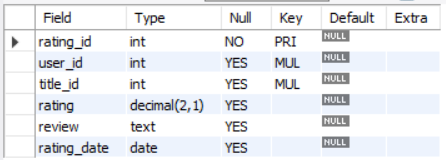 Field Type Null Key Default Extra
rating_id int NO PRI NULL
user_id int YES MUL NULL
title_id int YES MUL NULL
rating decimal(2,1) YES NULL
review text YES NULL
rating_date date YES NULL